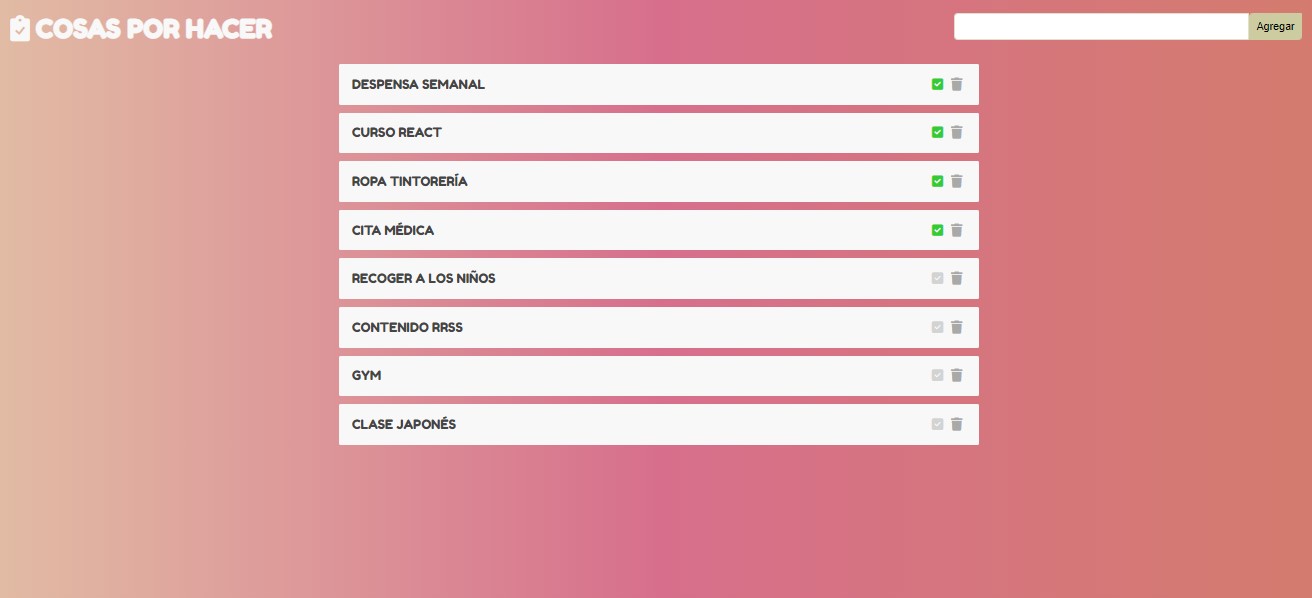 COSAS POR HACER
Agregar
DESPENSA SEMANAL
CURSO REACT
ROPA TINTORERÍA
CITA MÉDICA
RECOGER A LOS NIÑOS
CONTENIDO RRSS
GYM
CLASE JAPONÉS